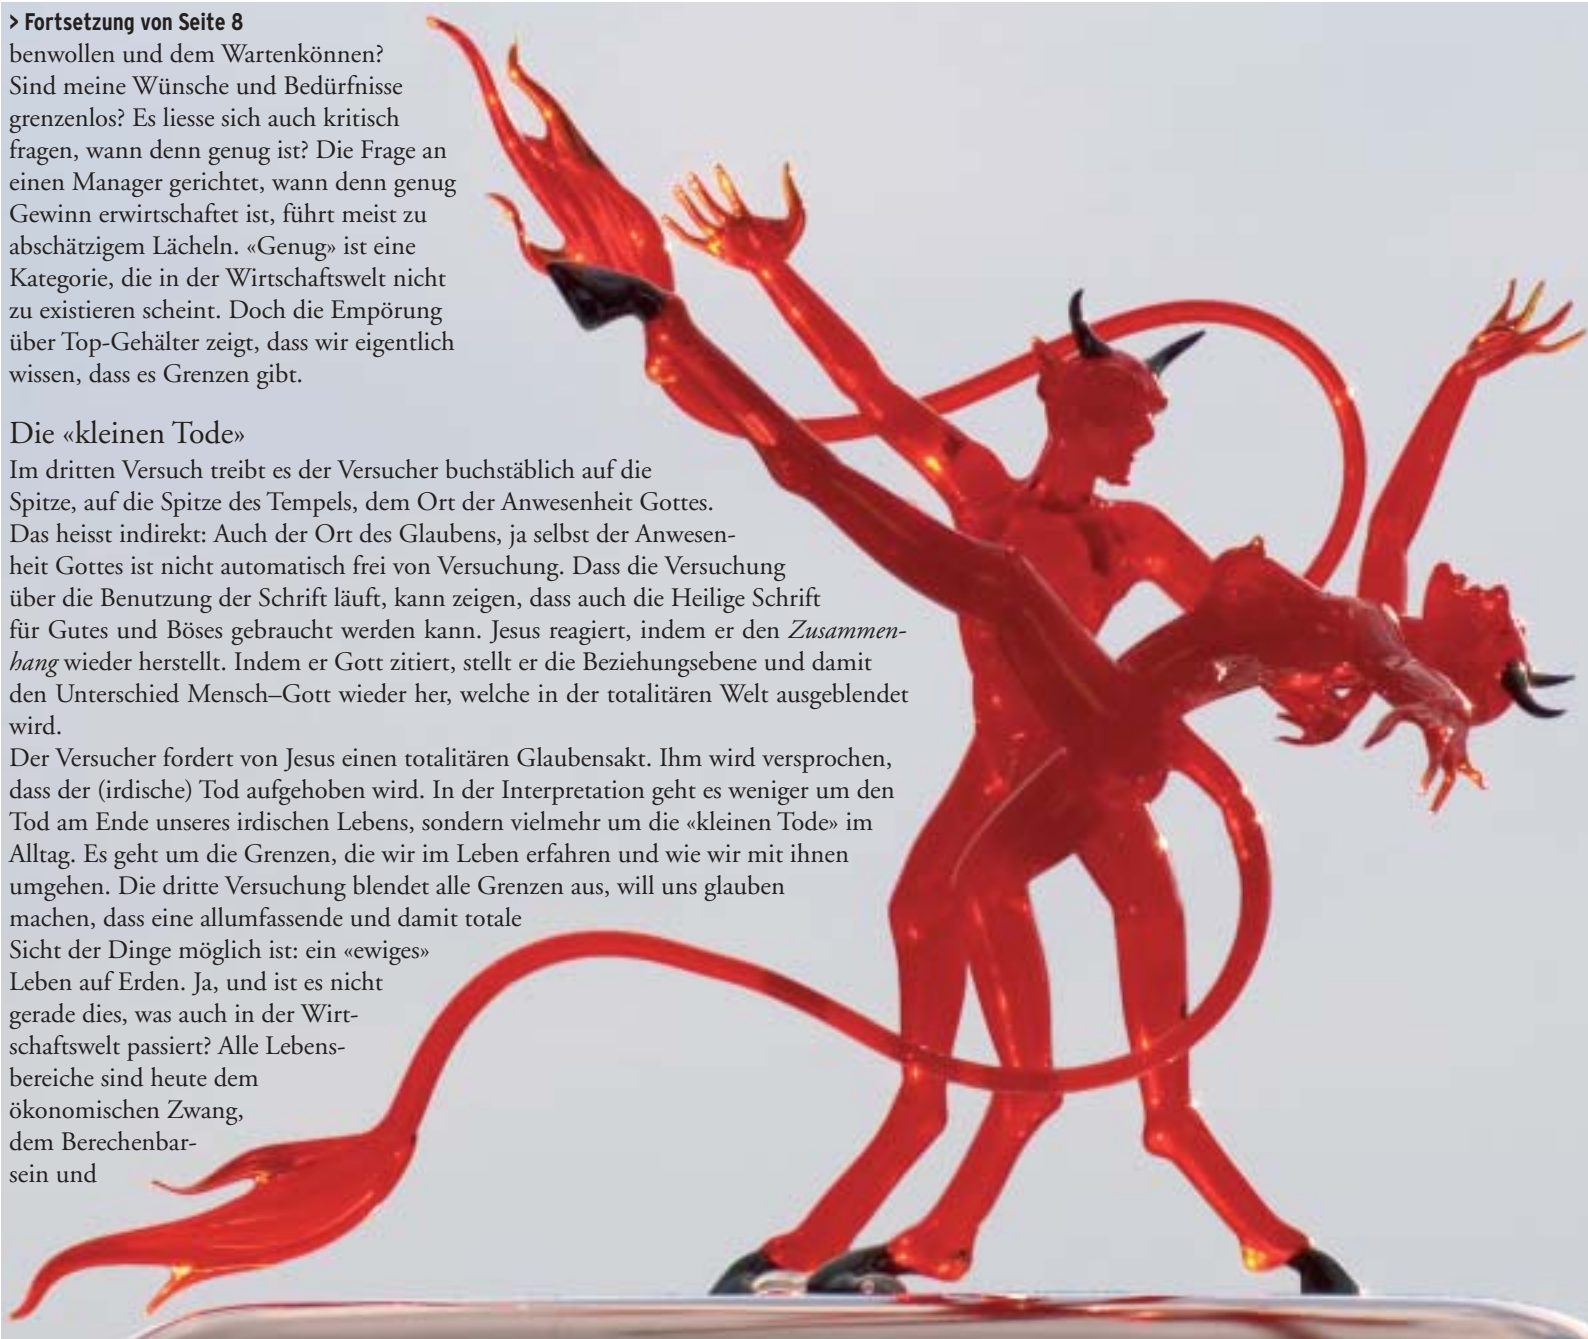 > Fortsetzung von Seite 8
benwollen und dem Wartenkönnen?
Sind meine Wünsche und Bedürfnisse
grenzenlos? Es liesse sich auch kritisch
fragen, wann denn genug ist? Die Frage an
einen Manager gerichtet, wann denn genug
Gewinn erwirtschaftet ist, führt meist zu
abschätzigem Lächeln. «Genug» ist eine
Kategorie, die in der Wirtschaftswelt nicht
zu existieren scheint. Doch die Empörung
über Top-Gehälter zeigt, dass wir eigentlich
wissen, dass es Grenzen gibt.
Die «kleinen Tode»
Im dritten Versuch treibt es der Versucher buchstäblich auf die
Spitze, auf die Spitze des Tempels, dem Ort der Anwesenheit Gottes.
Das heisst indirekt: Auch der Ort des Glaubens, ja selbst der Anwesen-
heit Gottes ist nicht automatisch frei von Versuchung. Dass die Versuchung
über die Benutzung der Schrift läuft, kann zeigen, dass auch die Heilige Schrift
für Gutes und Böses gebraucht werden kann. Jesus reagiert, indem er den Zusammen-
hang wieder herstellt. Indem er Gott zitiert, stellt er die Beziehungsebene und damit
den Unterschied Mensch–Gott wieder her, welche in der totalitären Welt ausgeblendet
wird.
Der Versucher fordert von Jesus einen totalitären Glaubensakt. Ihm wird versprochen,
dass der (irdische) Tod aufgehoben wird. In der Interpretation geht es weniger um den
Tod am Ende unseres irdischen Lebens, sondern vielmehr um die «kleinen Tode» im
Alltag. Es geht um die Grenzen, die wir im Leben erfahren und wie wir mit ihnen
umgehen. Die dritte Versuchung blendet alle Grenzen aus, will uns glauben
machen, dass eine allumfassende und damit totale
Sicht der Dinge möglich ist: ein «ewiges»
Leben auf Erden. Ja, und ist es nicht
gerade dies, was auch in der Wirt-
schaftswelt passiert? Alle Lebens-
bereiche sind heute dem
ökonomischen Zwang,
dem Berechenbar-
sein und